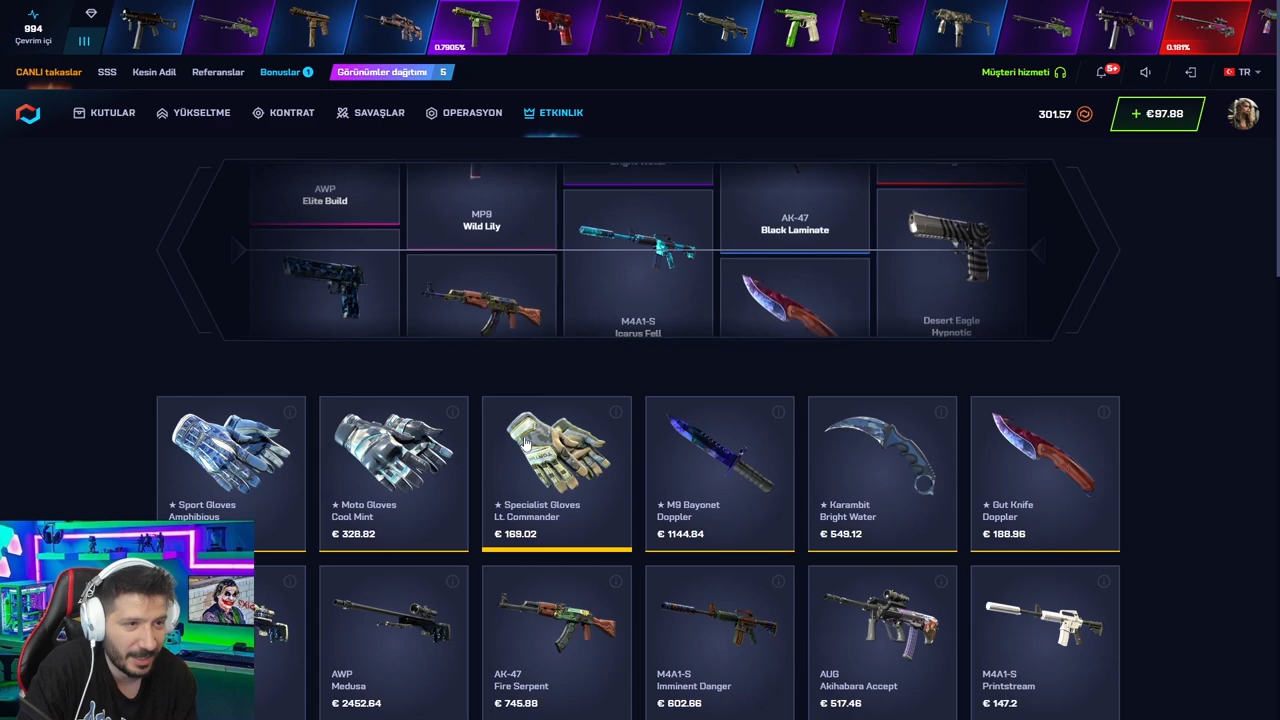 994
Çevrim içi
0.7905%
0.181%
CANLI takaslar
SSS
Kesin Adil
Referanslar
Bonuslar 1
Görünümler dağıtımı 5
Müşteri hizmeti
5+
TR
KUTULAR
YÜKSELTME
KONTRAT
SAVAŞLAR
OPERASYON
ETKINLIK
301.57
+ €97.88
AWP
Elite Build
MP9
Wild Lily
M4A1-S
Icarus Fell
AK-47
Black Laminate
Desert Eagle
Hypnotic
★ Sport Gloves
Amphibious
★ Moto Gloves
Cool Mint
€ 328.82
★ Specialist Gloves
Lt. Commander
€ 169.02
★ M9 Bayonet
Doppler
€ 1144.84
★ Karambit
Bright Water
€ 549.12
★ Gut Knife
Doppler
€ 188.96
AWP
Medusa
€ 2452.64
AK-47
Fire Serpent
€ 745.88
M4A1-S
Imminent Danger
€ 602.66
AUG
Akihabara Accept
€ 517.46
M4A1-S
Printstream
€ 147.2